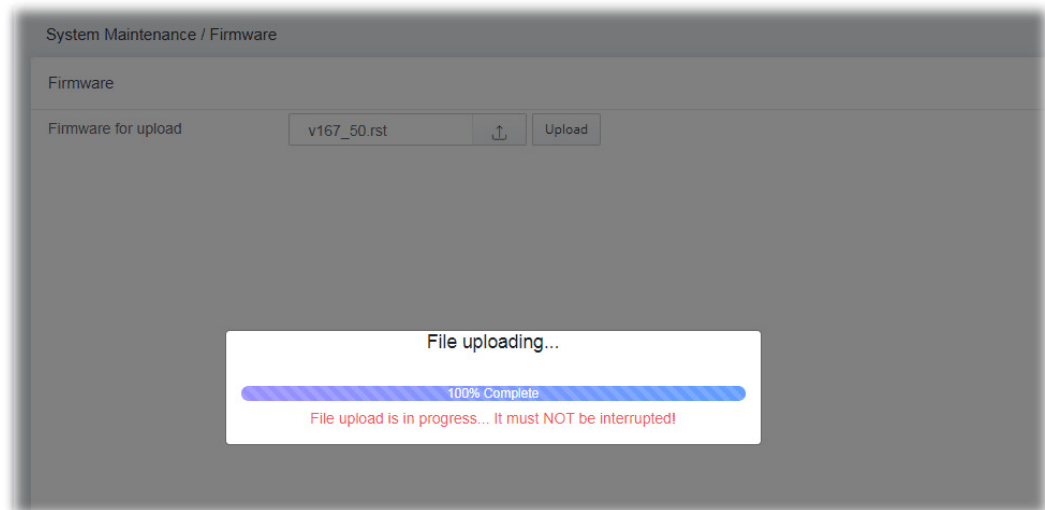 System Maintenance / Firmware
Firmware
Firmware for upload v167_50.rst Upload
File uploading...
100% Complete
File upload is in progress... It must NOT be interrupted!